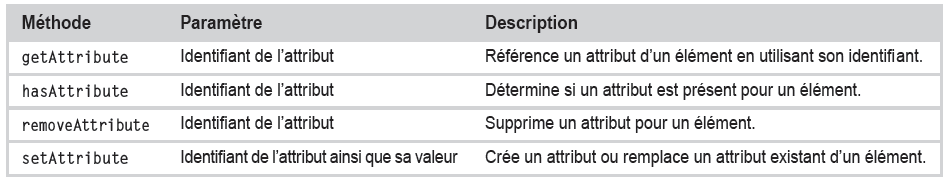 Méthode Paramètre Description
getAttribute Identifiant de l'attribut Référence un attribut d'un élément en utilisant son identifiant.
hasAttribute Identifiant de l'attribut Détermine si un attribut est présent pour un élément.
removeAttribute Identifiant de l'attribut Supprime un attribut pour un élément.
setAttribute Identifiant de l'attribut ainsi que sa valeur Crée un attribut ou remplace un attribut existant d'un élément.